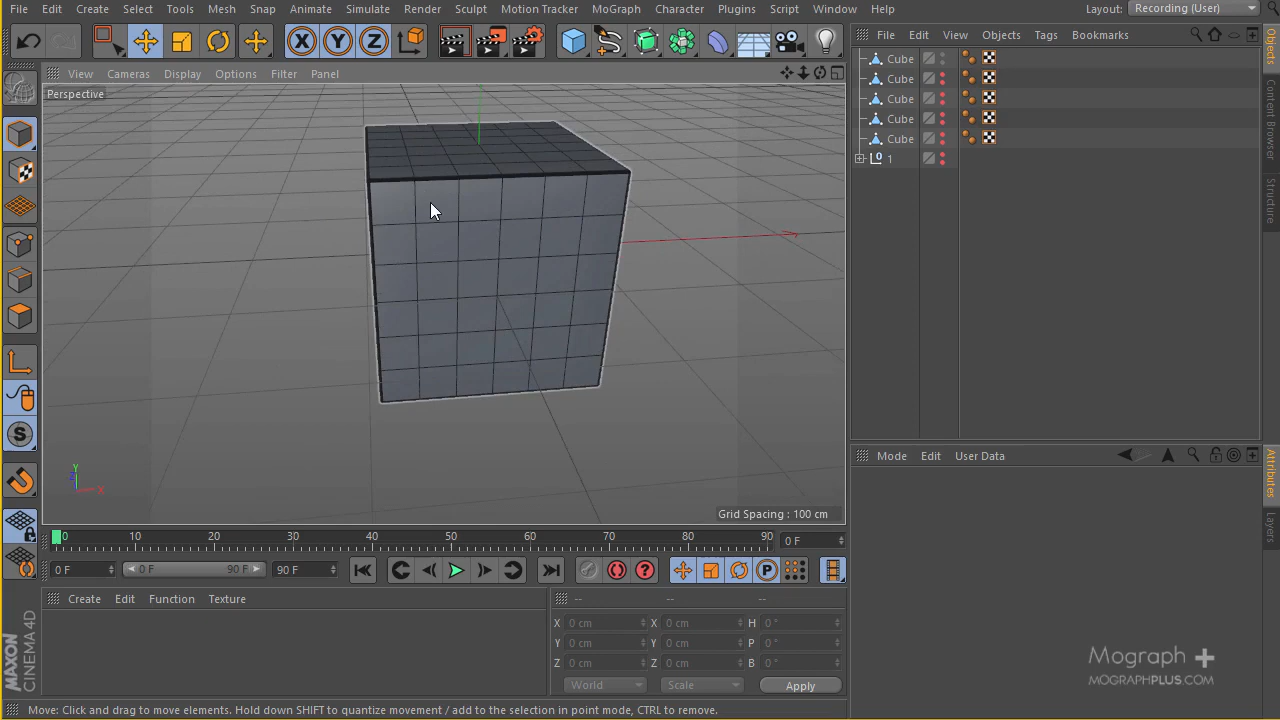 File Edit Create Select Tools Mesh Snap Animate Simulate Render Sculpt Motion Tracker MoGraph Character Plugins Script Window Help Layout: Recording (User)
X Y Z
File Edit View Objects Tags Bookmarks
View Cameras Display Options Filter Panel
Perspective
Cube
Cube
Cube
Cube
Cube
L0 1
Objects
Content Browser
S
Y
Z X
Grid Spacing : 100 cm
Mode Edit User Data
Attributes
Layers
0 10 20 30 40 50 60 70 80 90 0 F
0 F 0 F 90 F 90 F
P
Create Edit Function Texture
-- -- --
X 0 cm X 0 cm H 0 °
Y 0 cm Y 0 cm P 0 °
Z 0 cm Z 0 cm B 0 °
World Scale Apply
MAXON
CINEMA 4D
Mograph +
MOGRAPHPLUS.COM
Move: Click and drag to move elements. Hold down SHIFT to quantize movement / add to the selection in point mode, CTRL to remove.